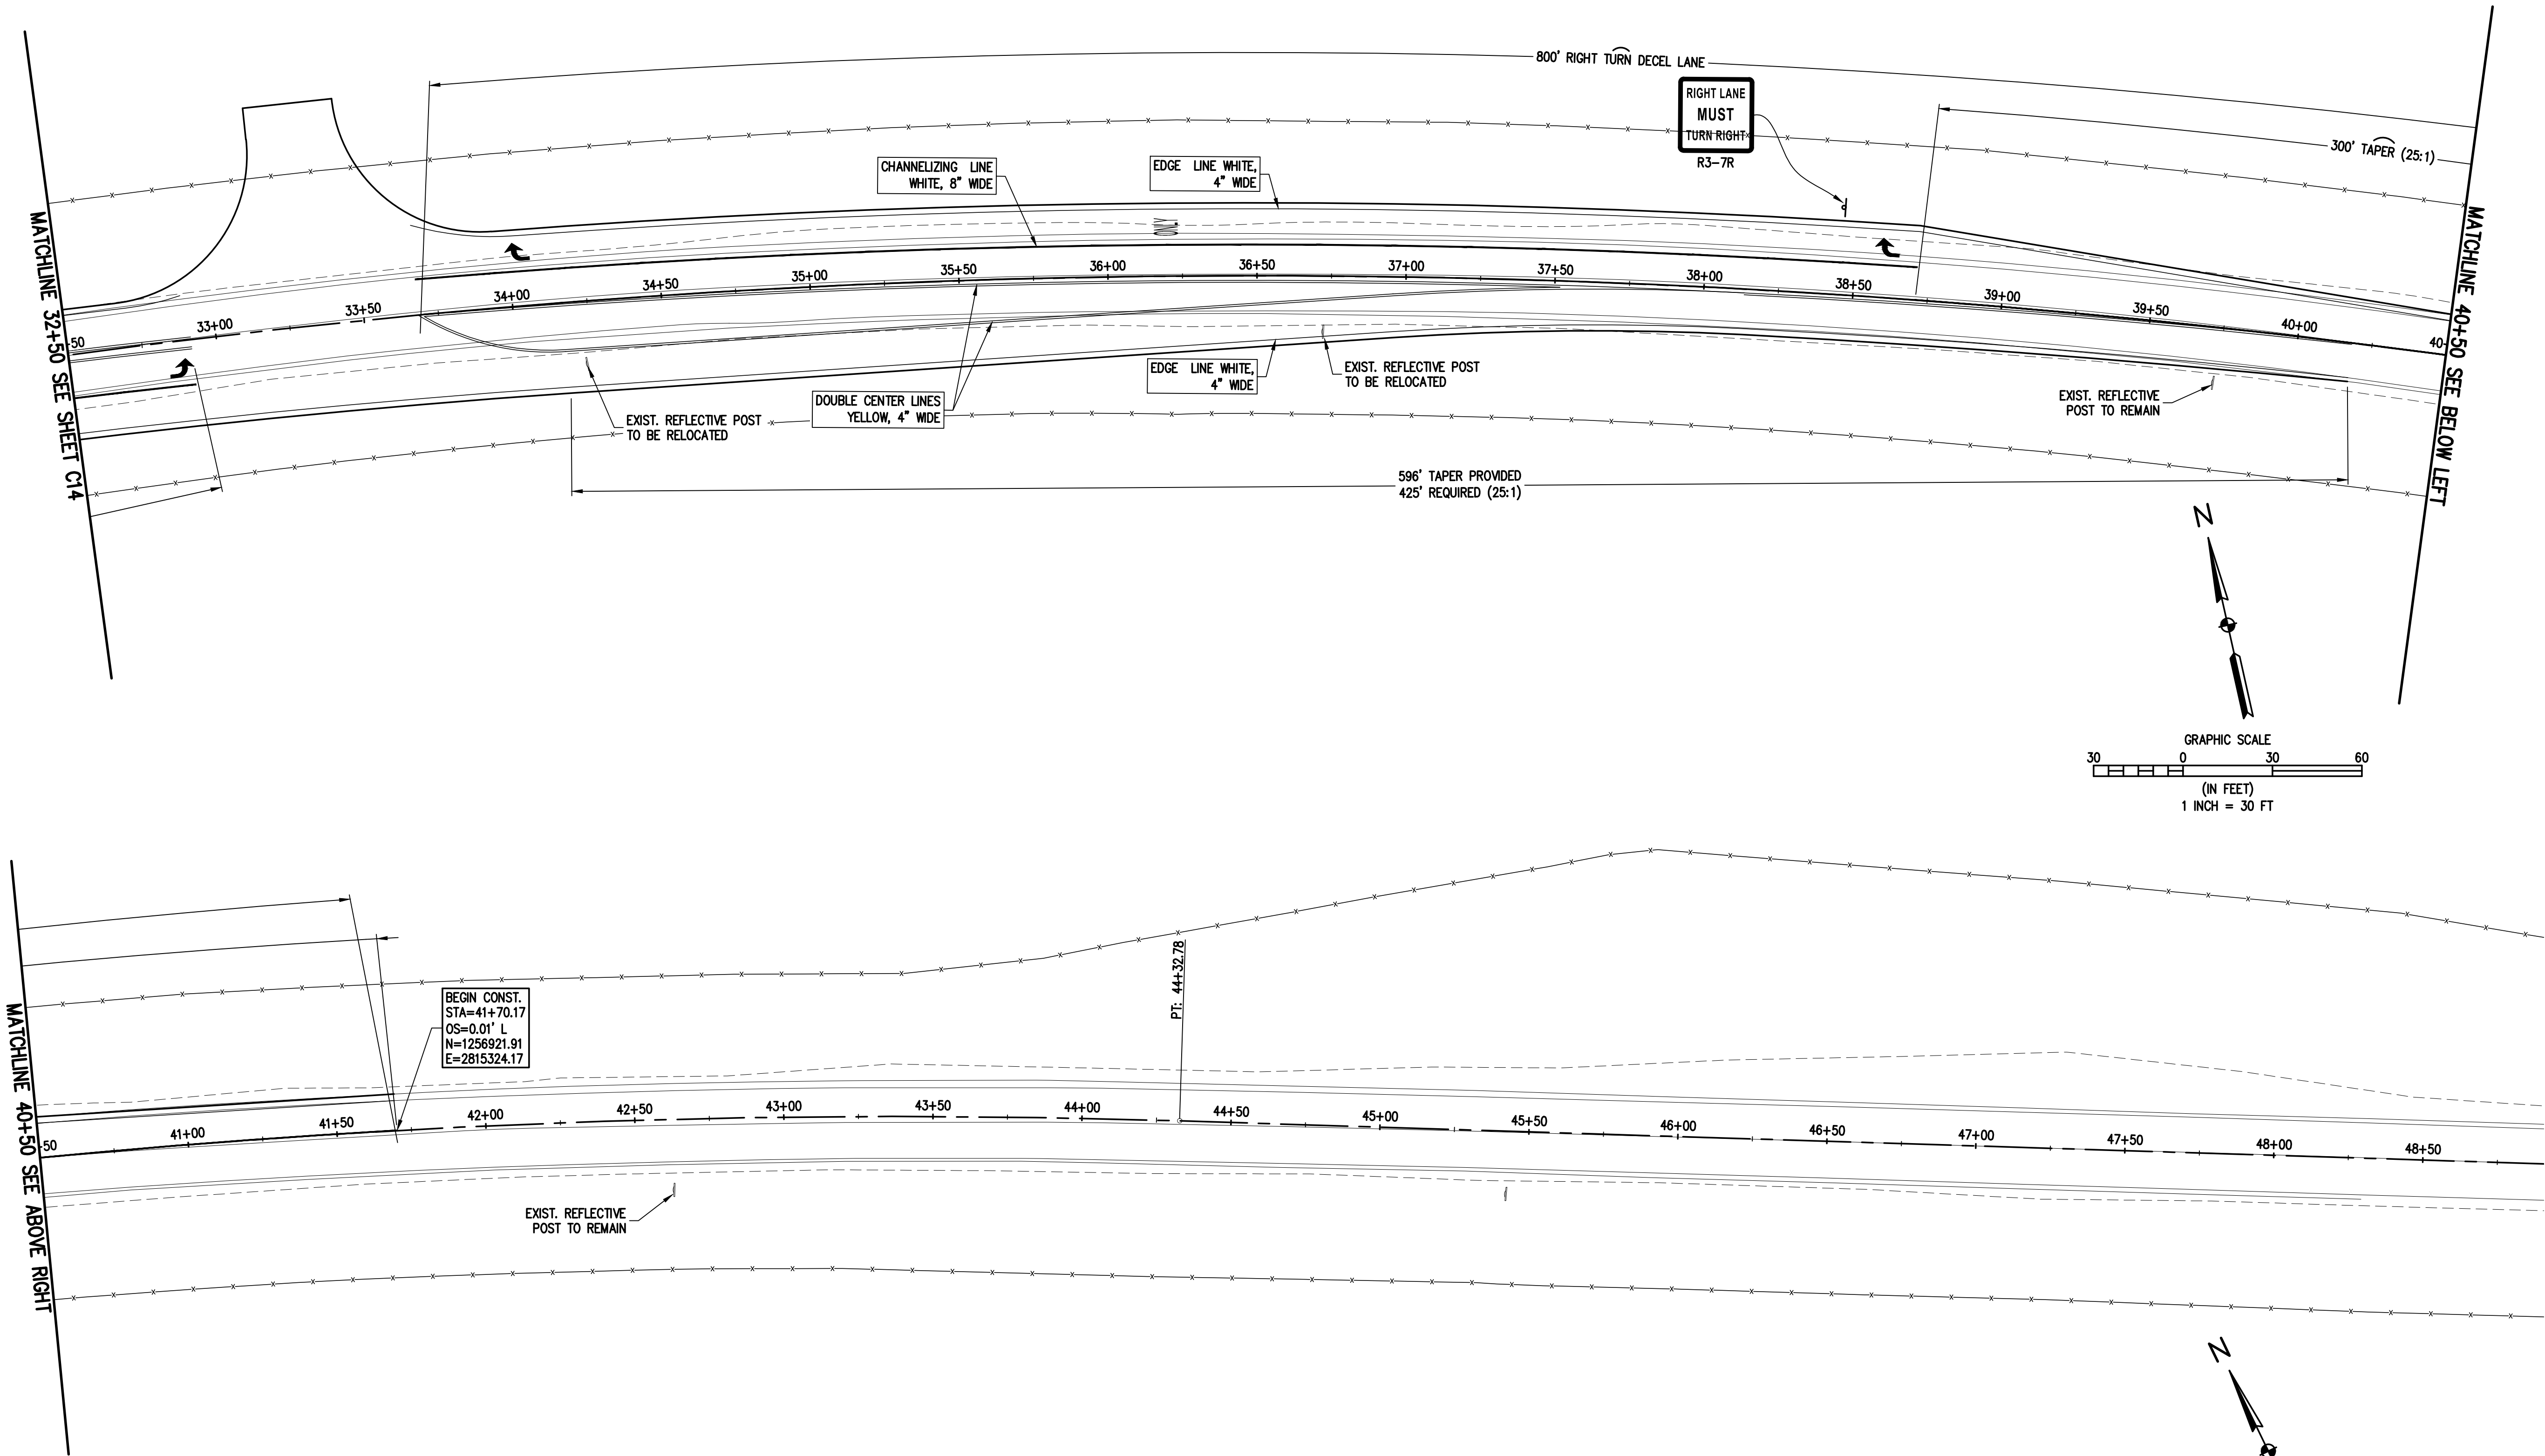 800' RIGHT TURN DECEL LANE
RIGHT LANE
MUST
TURN RIGHT
R3-7R
300' TAPER (25:1)
CHANNELIZING LINE
WHITE, 8" WIDE
EDGE LINE WHITE,
4" WIDE
MATCHLINE 32+50 SEE SHEET C14
50
33+00
33+50
34+00
34+50
35+00
35+50
36+00
36+50
37+00
37+50
38+00
38+50
39+00
39+50
40+00
40
MATCHLINE 40+50 SEE BELOW LEFT
EXIST. REFLECTIVE POST
TO BE RELOCATED
DOUBLE CENTER LINES
YELLOW, 4" WIDE
EDGE LINE WHITE,
4" WIDE
EXIST. REFLECTIVE POST
TO BE RELOCATED
EXIST. REFLECTIVE
POST TO REMAIN
596' TAPER PROVIDED
425' REQUIRED (25:1)
N
GRAPHIC SCALE
30 0 30 60
(IN FEET)
1 INCH = 30 FT
MATCHLINE 40+50 SEE ABOVE RIGHT
BEGIN CONST.
STA=41+70.17
OS=0.01' L
N=1256921.91
E=2815324.17
PT: 44+32.78
50
41+00
41+50
42+00
42+50
43+00
43+50
44+00
44+50
45+00
45+50
46+00
46+50
47+00
47+50
48+00
48+50
EXIST. REFLECTIVE
POST TO REMAIN
N